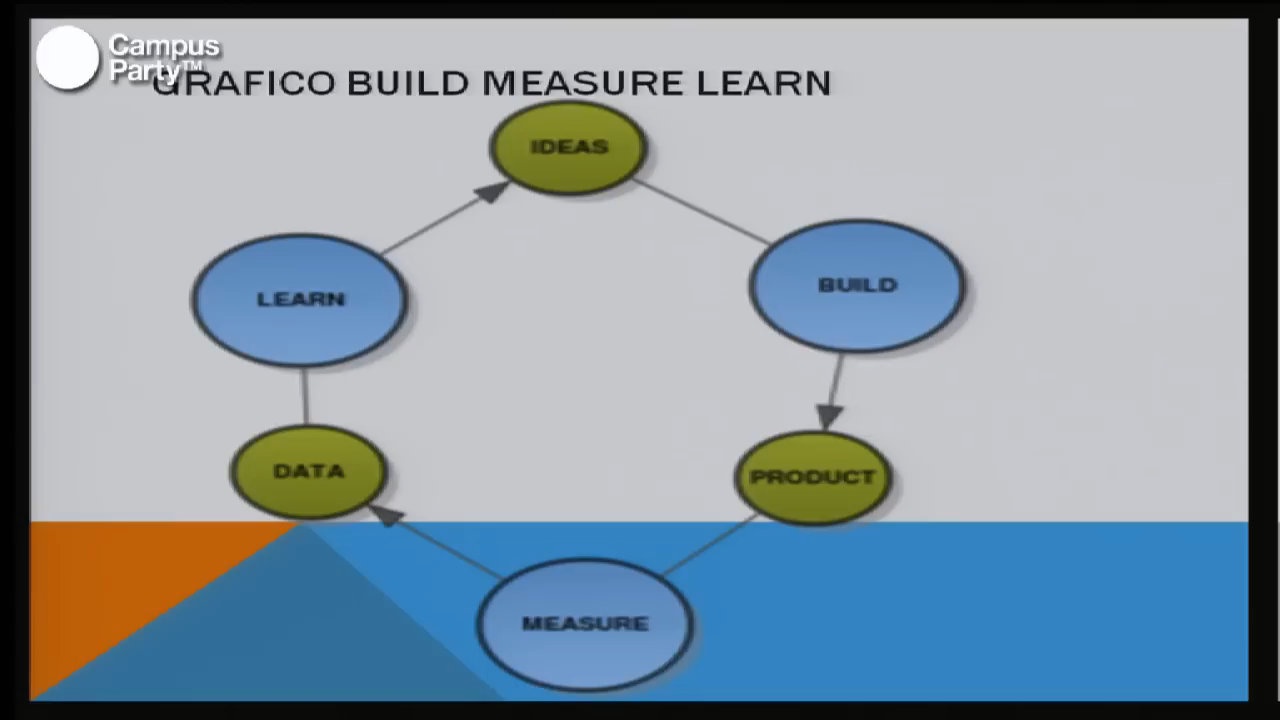 Campus
Party™
GRAFICO BUILD MEASURE LEARN
IDEAS
BUILD
LEARN
DATA
PRODUCT
MEASURE